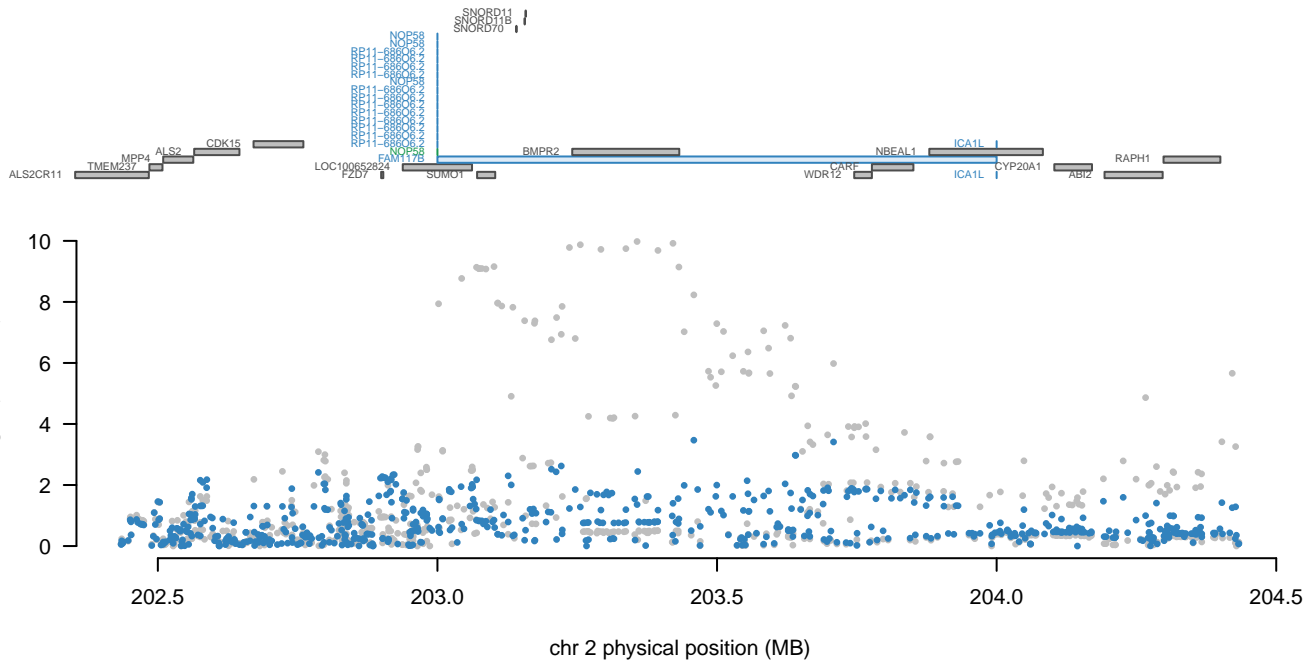 SNORD11
SNORD11B
SNORD70
NOP58
NOP58
RP11−686O6.2
RP11−686O6.2
RP11−686O6.2
RP11−686O6.2
NOP58
RP11−686O6.2
RP11−686O6.2
RP11−686O6.2
RP11−686O6.2
RP11−686O6.2
RP11−686O6.2
RP11−686O6.2
CDK15 RP11−686O6.2
ALS2 NOP58 BMPR2 NBEAL1 ICA1L
MPP4 FAM117B RAPH1
TMEM237 LOC100652824 CARF CYP20A1
ALS2CR11 FZD7 SUMO1 WDR12 ICA1L ABI2
10
8
6
4
2
0
202.5 203.0 203.5 204.0 204.5
chr 2 physical position (MB)